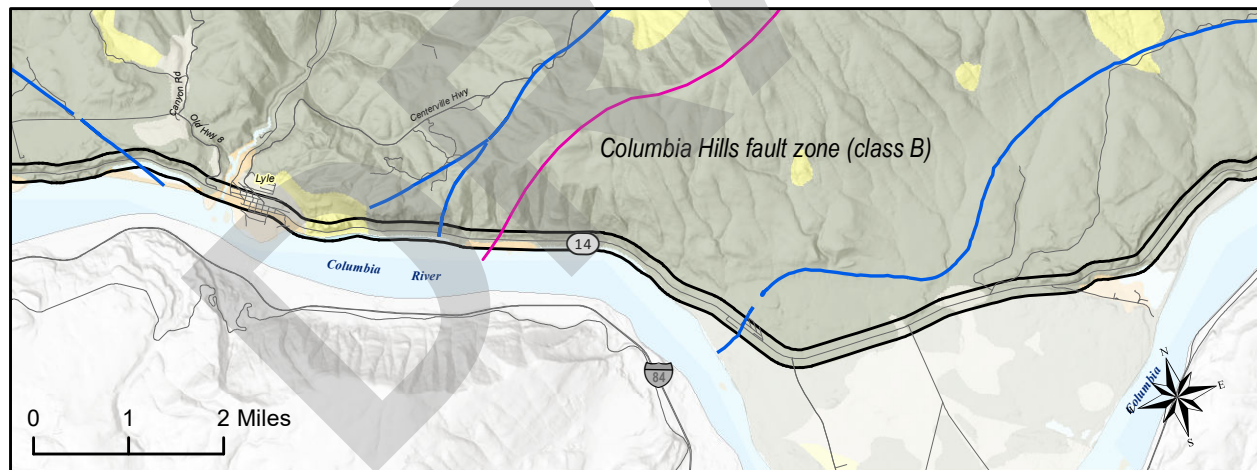 Canyon Rd
Old Hwy 8
Centerville Hwy
Lyle
Columbia Hills fault zone (class B)
14
Columbia River
84
0 1 2 Miles
Columbia
N
E
S